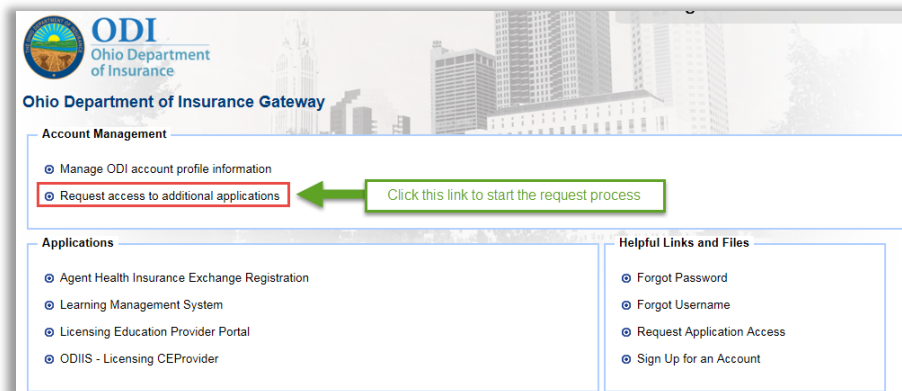 ODI
Ohio Department
of Insurance
Ohio Department of Insurance Gateway
Account Management
Manage ODI account profile information
Request access to additional applications
Click this link to start the request process
Applications
Agent Health Insurance Exchange Registration
Learning Management System
Licensing Education Provider Portal
ODIIS - Licensing CEProvider
Helpful Links and Files
Forgot Password
Forgot Username
Request Application Access
Sign Up for an Account